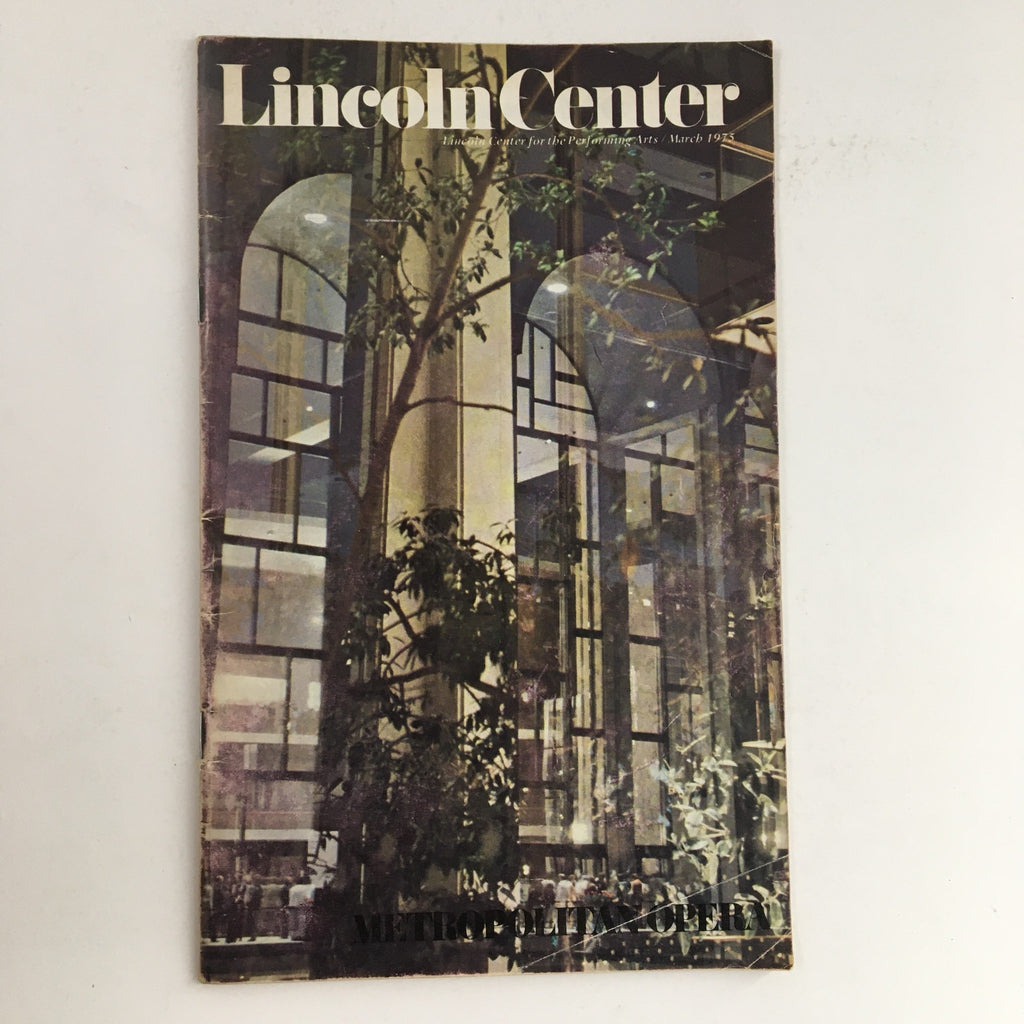 Lincoln Center
Lincoln Center for the Performing Arts / March 1975
METROPOLITAN OPERA